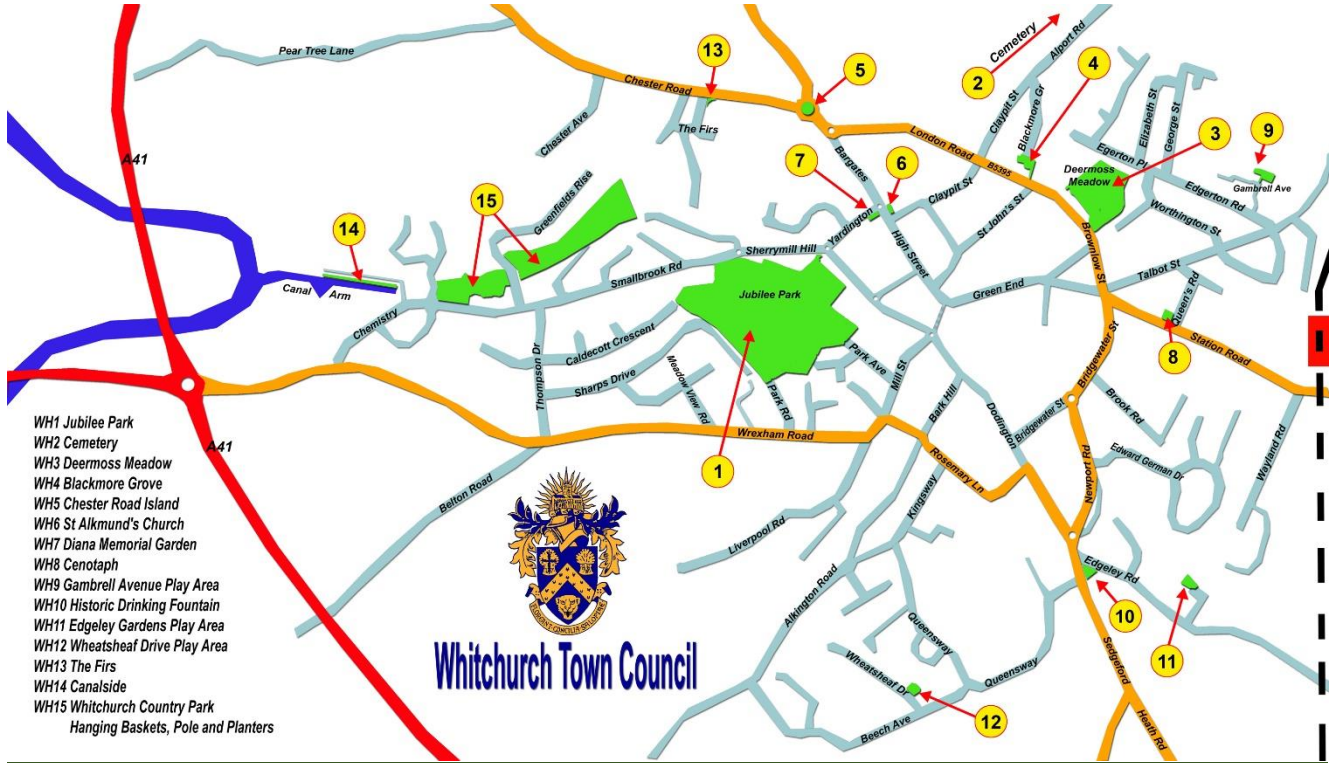 Pear Tree Lane
A41
A41
Chester Road
13
5
Cemetery
2
Alport Rd
4
Claypit St
Blackmore Gr
Elizabeth St
George St
3
9
Chester Ave
The Firs
London Road
B5395
Egerton Pl
Deermoss
Meadow
Gambrell Ave
7
6
Bargates
Claypit St
Edgerton Rd
Worthington St
15
Greenfields Rise
Yardington
St John's St
High Street
14
Sherrymill Hill
Brownlow St
Talbot St
Canal Arm
Smallbrook Rd
Jubilee Park
Green End
Queen's Rd
Chemistry
Caldecott Crescent
Park Ave
Mill St
8
Station Road
Thompson Dr
Sharps Drive
Meadow View Rd
Park Rd
Bark Hill
Dodington
Bridgewater St
Bridgewater St
Brook Rd
Wrexham Road
1
Rosemary Ln
Newport Rd
Edward German Dr
Wayland Rd
Belton Road
Liverpool Rd
Kingsway
WH1 Jubilee Park
WH2 Cemetery
WH3 Deermoss Meadow
WH4 Blackmore Grove
WH5 Chester Road Island
WH6 St Alkmund's Church
WH7 Diana Memorial Garden
WH8 Cenotaph
WH9 Gambrell Avenue Play Area
WH10 Historic Drinking Fountain
WH11 Edgeley Gardens Play Area
WH12 Wheatsheaf Drive Play Area
WH13 The Firs
WH14 Canalside
WH15 Whitchurch Country Park
Hanging Baskets, Pole and Planters
Whitchurch Town Council
Alkington Road
Edgeley Rd
10
11
Queensway
Queensway
Wheatsheaf Dr
12
Beech Ave
Sedgeford
Heath Rd